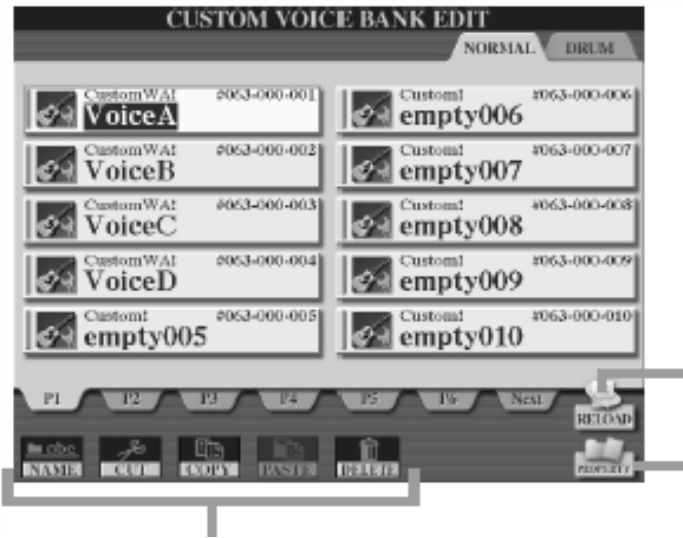 CUSTOM VOICE BANK EDIT
NORMAL DRUM
CustomWA! #063-000-001
VoiceA
CustomWA! #063-000-002
VoiceB
CustomWA! #063-000-003
VoiceC
CustomWA! #063-000-004
VoiceD
Custom! #063-000-005
empty005
Custom! #063-000-006
empty006
Custom! #063-000-007
empty007
Custom! #063-000-008
empty008
Custom! #063-000-009
empty009
Custom! #063-000-010
empty010
P1 P2 P3 P4 P5 P6 Next
RELOAD
abc
NAME CUT COPY PASTE DELETE
PROPERTY